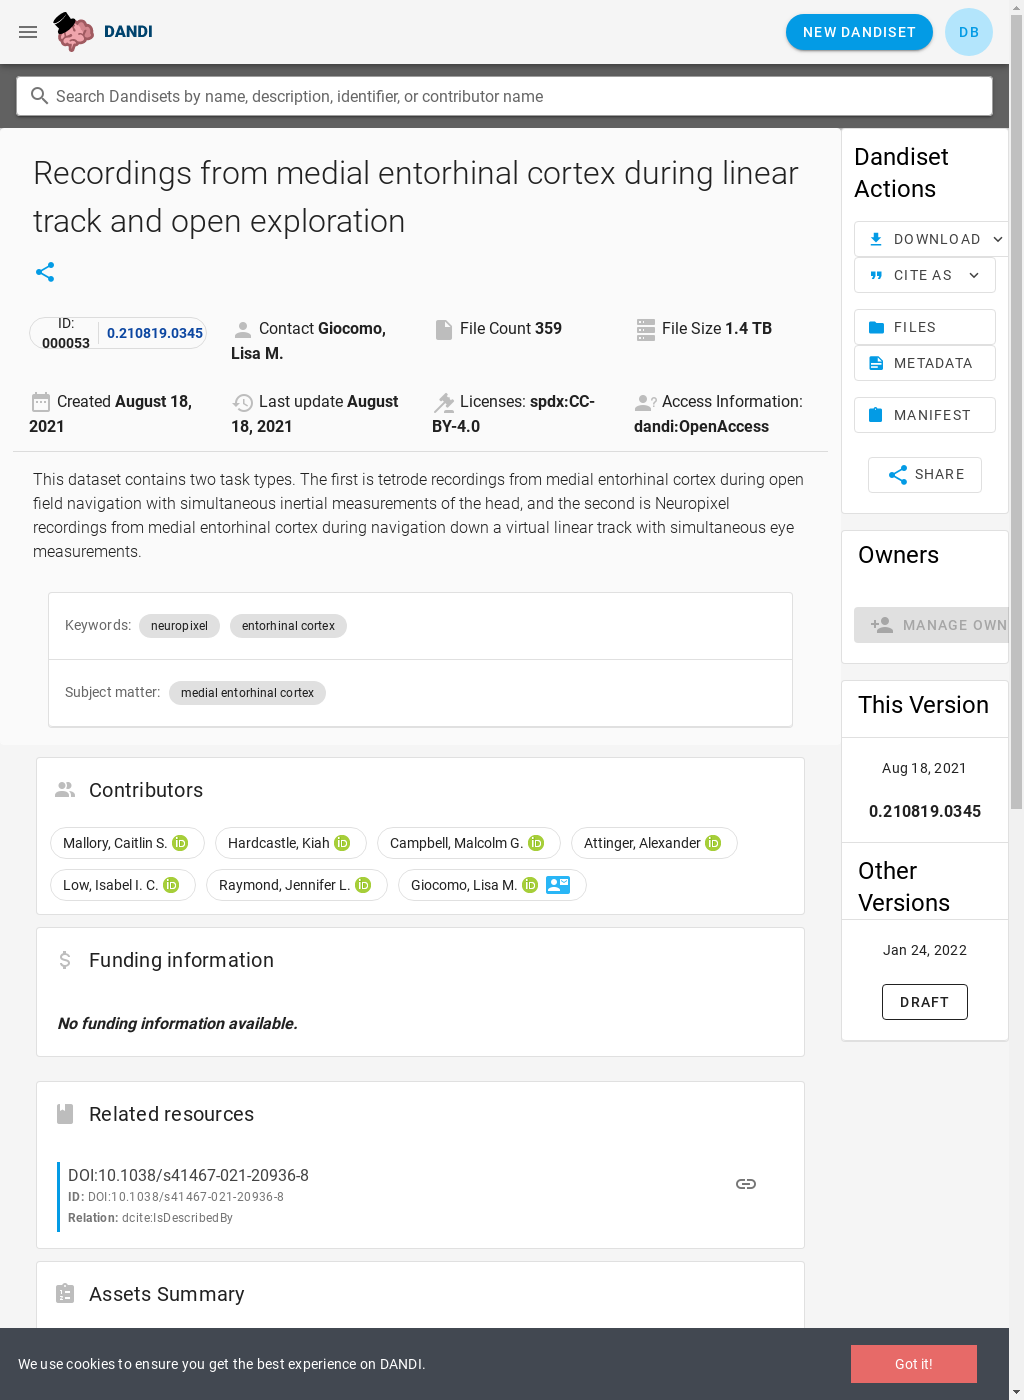 DANDI
NEW DANDISET
DB
Search Dandisets by name, description, identifier, or contributor name
Recordings from medial entorhinal cortex during linear
track and open exploration
ID:
000053
0.210819.0345
Contact Giocomo,
Lisa M.
File Count 359
File Size 1.4 TB
Created August 18,
2021
Last update August
18, 2021
Licenses: spdx:CC-
BY-4.0
Access Information:
dandi:OpenAccess
This dataset contains two task types. The first is tetrode recordings from medial entorhinal cortex during open
field navigation with simultaneous inertial measurements of the head, and the second is Neuropixel
recordings from medial entorhinal cortex during navigation down a virtual linear track with simultaneous eye
measurements.
Keywords: neuropixel entorhinal cortex
Subject matter: medial entorhinal cortex
Contributors
Mallory, Caitlin S. iD Hardcastle, Kiah iD Campbell, Malcolm G. iD Attinger, Alexander iD
Low, Isabel I. C. iD Raymond, Jennifer L. iD Giocomo, Lisa M. iD
Funding information
No funding information available.
Related resources
DOI:10.1038/s41467-021-20936-8
ID: DOI:10.1038/s41467-021-20936-8
Relation: dcite:IsDescribedBy
Assets Summary
Dandiset
Actions
DOWNLOAD
CITE AS
FILES
METADATA
MANIFEST
SHARE
Owners
MANAGE OWN
This Version
Aug 18, 2021
0.210819.0345
Other
Versions
Jan 24, 2022
DRAFT
We use cookies to ensure you get the best experience on DANDI.
Got it!